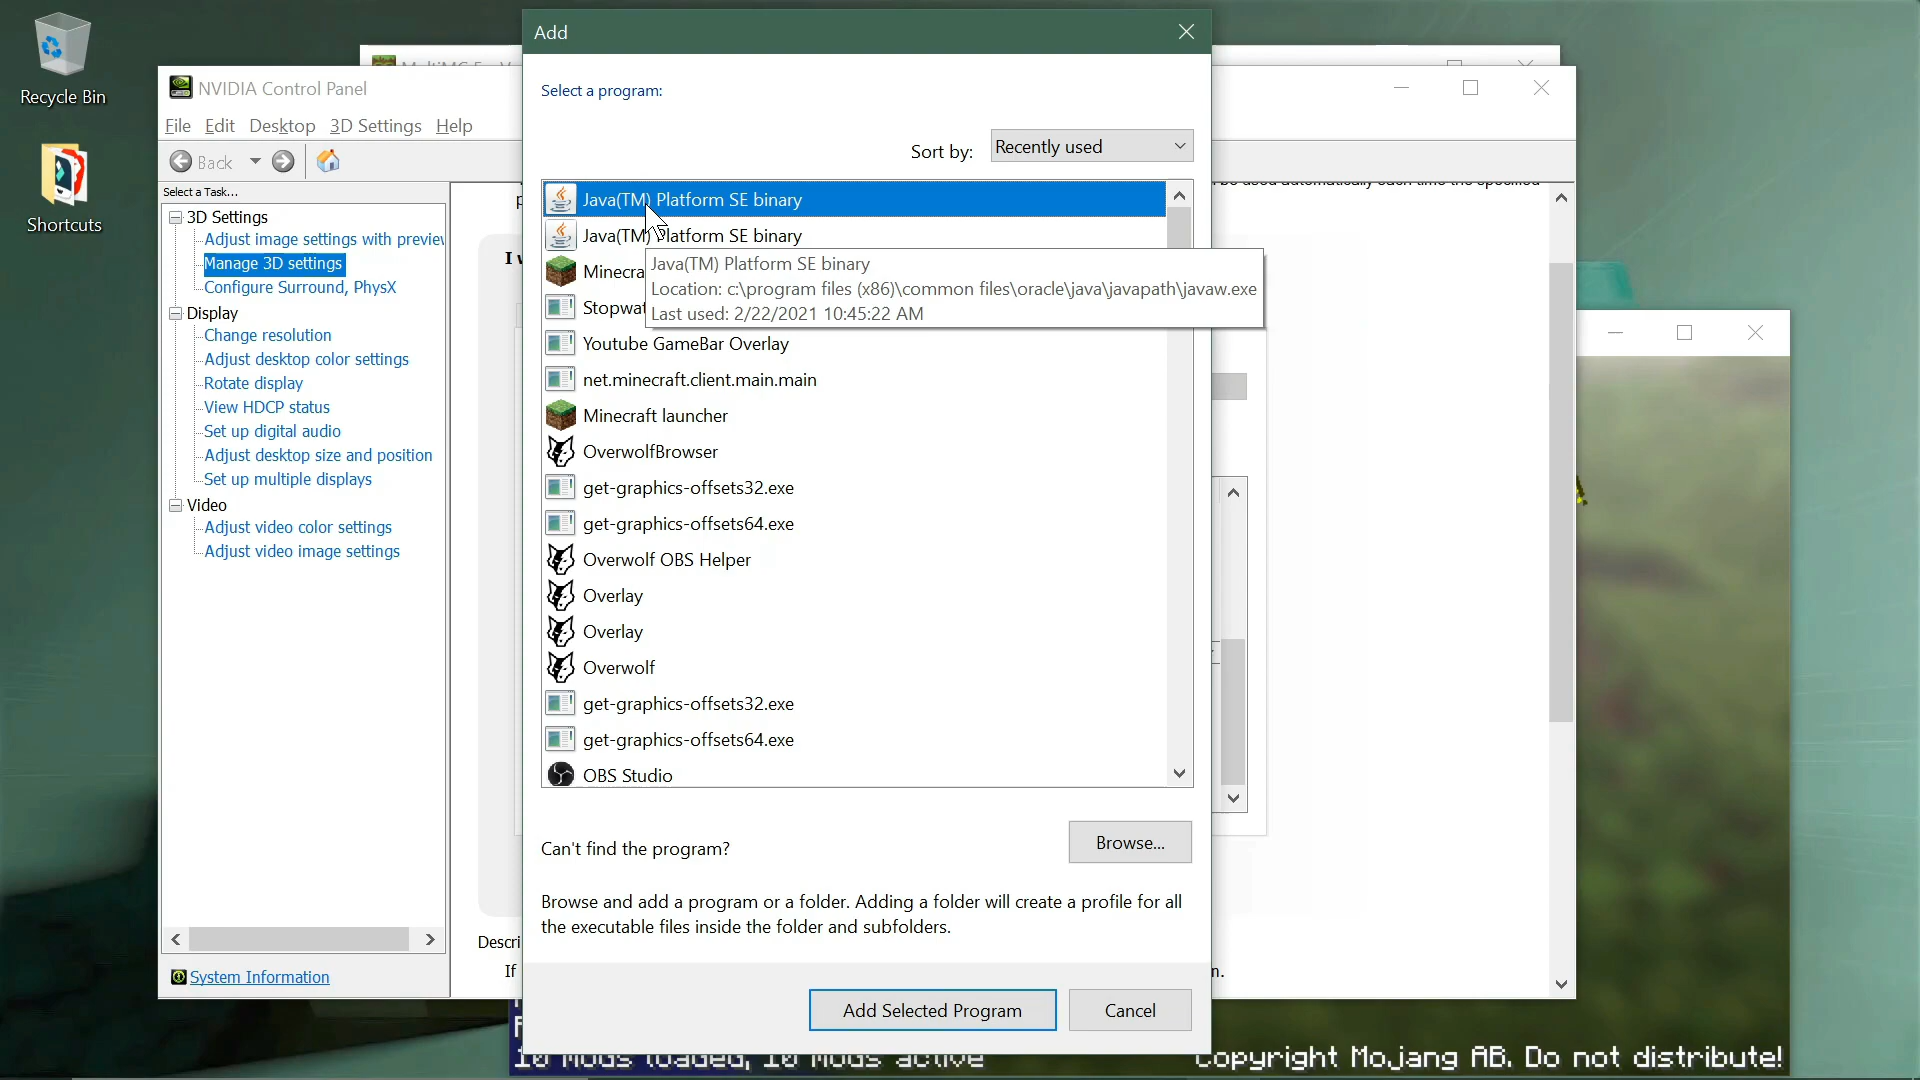 Recycle Bin
Shortcuts
NVIDIA Control Panel
File Edit Desktop 3D Settings Help
Back
Select a Task...
3D Settings
Adjust image settings with preview
Manage 3D settings
Configure Surround, PhysX
Display
Change resolution
Adjust desktop color settings
Rotate display
View HDCP status
Set up digital audio
Adjust desktop size and position
Set up multiple displays
Video
Adjust video color settings
Adjust video image settings
System Information
Add
Select a program:
Sort by: Recently used
Java(TM) Platform SE binary
Java(TM) Platform SE binary
Minecra
Stopwat
Java(TM) Platform SE binary
Location: c:\program files (x86)\common files\oracle\java\javapath\javaw.exe
Last used: 2/22/2021 10:45:22 AM
Youtube GameBar Overlay
net.minecraft.client.main.main
Minecraft launcher
OverwolfBrowser
get-graphics-offsets32.exe
get-graphics-offsets64.exe
Overwolf OBS Helper
Overlay
Overlay
Overwolf
get-graphics-offsets32.exe
get-graphics-offsets64.exe
OBS Studio
Can't find the program?
Browse...
Browse and add a program or a folder. Adding a folder will create a profile for all
the executable files inside the folder and subfolders.
Add Selected Program
Cancel
Descri
If
n.
10 mods loaded, 10 mods active
Copyright Mojang AB. Do not distribute!